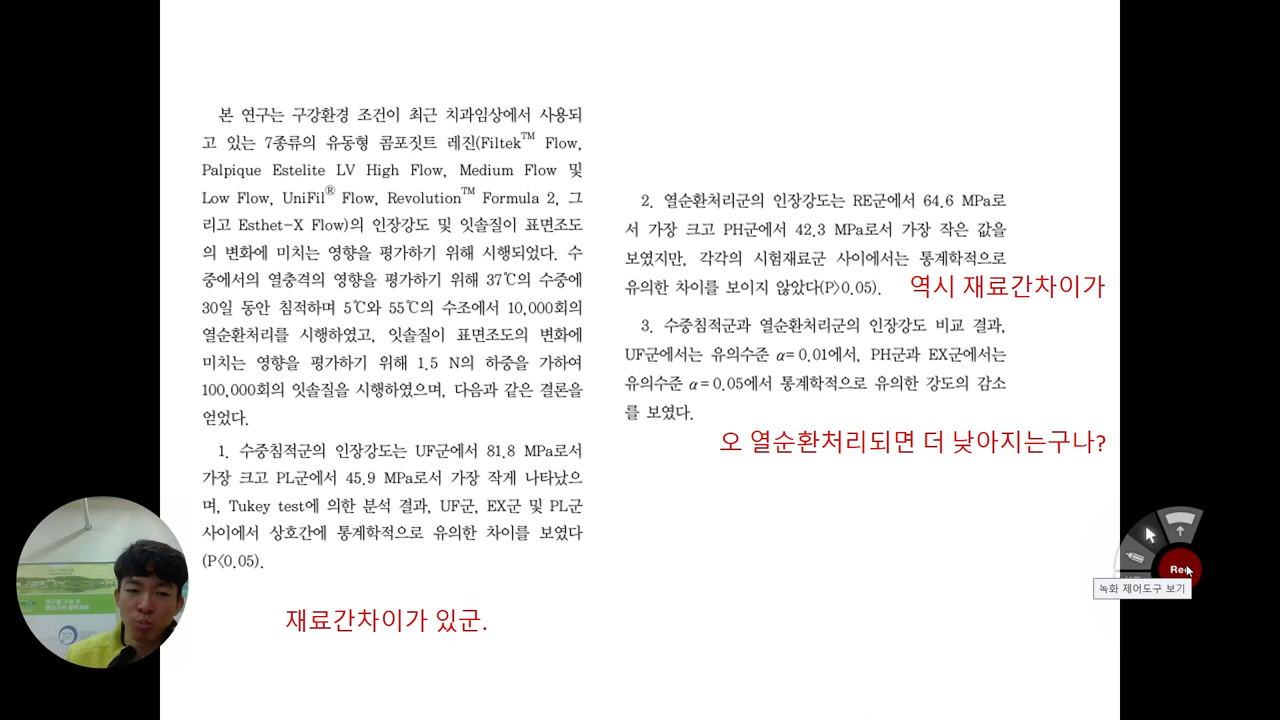 본 연구는 구강환경 조건이 최근 치과임상에서 사용되
고 있는 7종류의 유동형 콤포짓트 레진(Filtek™ Flow,
Palpique Estelite LV High Flow, Medium Flow 및
Low Flow, UniFil® Flow, Revolution™ Formula 2, 그
리고 Esthet-X Flow)의 인장강도 및 잇솔질이 표면조도
의 변화에 미치는 영향을 평가하기 위해 시행되었다. 수
중에서의 열충격의 영향을 평가하기 위해 37℃의 수중에
30일 동안 침적하며 5℃와 55℃의 수조에서 10,000회의
열순환처리를 시행하였고, 잇솔질이 표면조도의 변화에
미치는 영향을 평가하기 위해 1.5 N의 하중을 가하여
100,000회의 잇솔질을 시행하였으며, 다음과 같은 결론을
얻었다.
1. 수중침적군의 인장강도는 UF군에서 81.8 MPa로서
가장 크고 PL군에서 45.9 MPa로서 가장 작게 나타났으
며, Tukey test에 의한 분석 결과, UF군, EX군 및 PL군
사이에서 상호간에 통계학적으로 유의한 차이를 보였다
(P<0.05).
재료간차이가 있군.
2. 열순환처리군의 인장강도는 RE군에서 64.6 MPa로
서 가장 크고 PH군에서 42.3 MPa로서 가장 작은 값을
보였지만, 각각의 시험재료군 사이에서는 통계학적으로
유의한 차이를 보이지 않았다(P>0.05).
역시 재료간차이가
3. 수중침적군과 열순환처리군의 인장강도 비교 결과,
UF군에서는 유의수준 α=0.01에서, PH군과 EX군에서는
유의수준 α=0.05에서 통계학적으로 유의한 강도의 감소
를 보였다.
오 열순환처리되면 더 낮아지는구나?
Rec
녹화 제어도구 보기